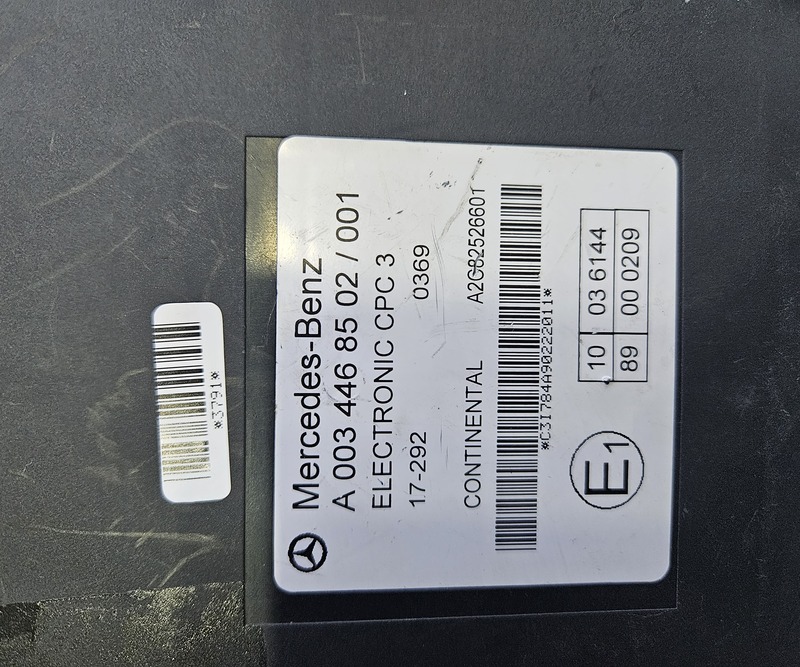 *3791*
Mercedes-Benz
A 003 446 85 02 / 001
ELECTRONIC CPC 3
17-292 0369
CONTINENTAL A2C82526601
*C31784A90222011*
E1
10 03 6144
89 00 0209